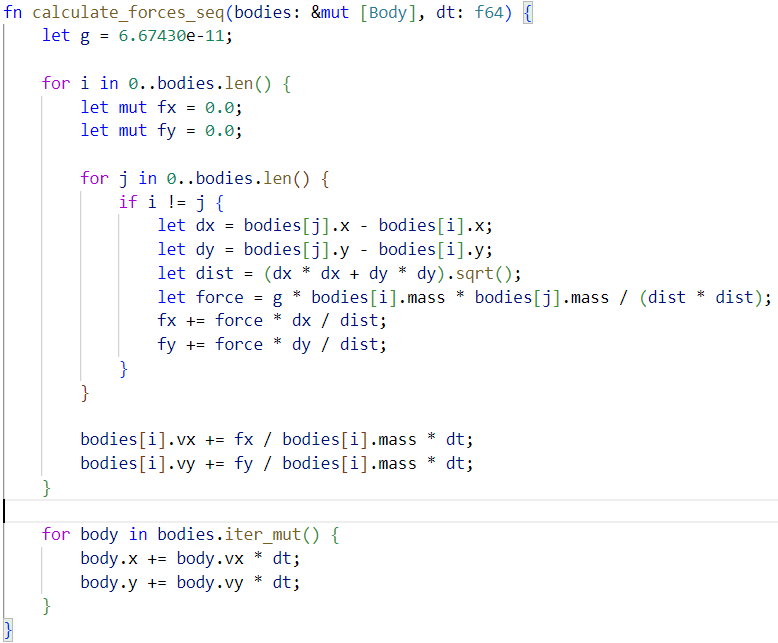 fn calculate_forces_seq(bodies: &mut [Body], dt: f64) {
    let g = 6.67430e-11;

    for i in 0..bodies.len() {
        let mut fx = 0.0;
        let mut fy = 0.0;

        for j in 0..bodies.len() {
            if i != j {
                let dx = bodies[j].x - bodies[i].x;
                let dy = bodies[j].y - bodies[i].y;
                let dist = (dx * dx + dy * dy).sqrt();
                let force = g * bodies[i].mass * bodies[j].mass / (dist * dist);
                fx += force * dx / dist;
                fy += force * dy / dist;
            }
        }

        bodies[i].vx += fx / bodies[i].mass * dt;
        bodies[i].vy += fy / bodies[i].mass * dt;
    }

    for body in bodies.iter_mut() {
        body.x += body.vx * dt;
        body.y += body.vy * dt;
    }
}